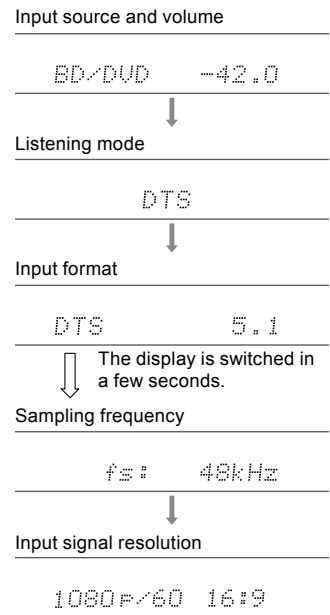 Input source and volume
BD/DVD -42.0
Listening mode
DTS
Input format
DTS 5.1
The display is switched in
a few seconds.
Sampling frequency
fs: 48kHz
Input signal resolution
1080p/60 16:9